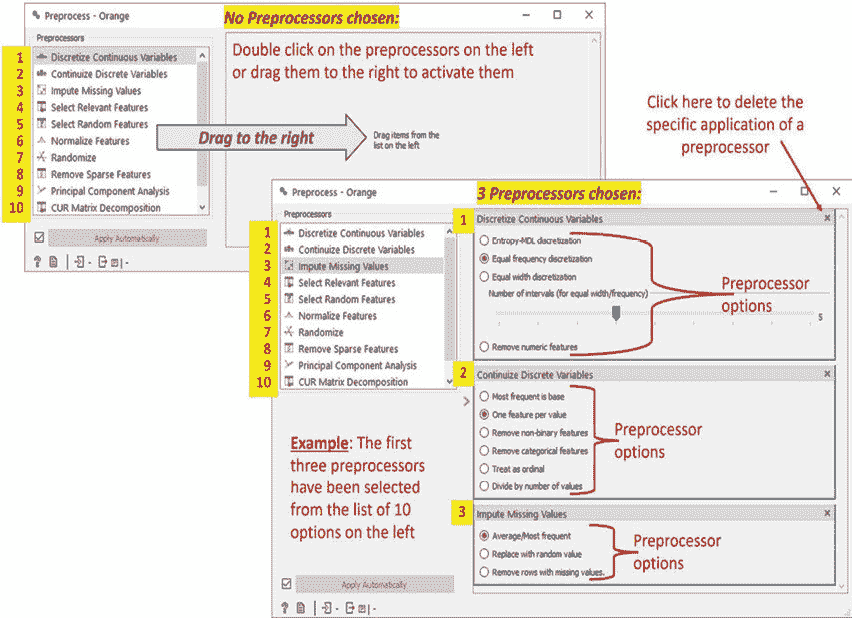 Preprocess - Orange
No Preprocessors chosen:
Preprocessors
1 Discretize Continuous Variables
2 Continuize Discrete Variables
3 Impute Missing Values
4 Select Relevant Features
5 Select Random Features
6 Normalize Features
7 Randomize
8 Remove Sparse Features
9 Principal Component Analysis
10 CUR Matrix Decomposition
Apply Automatically
Double click on the preprocessors on the left
or drag them to the right to activate them
Drag to the right
Drag items from the
list on the left
Click here to delete the
specific application of a
preprocessor
Preprocess - Orange
3 Preprocessors chosen:
Preprocessors
1 Discretize Continuous Variables
2 Continuize Discrete Variables
3 Impute Missing Values
4 Select Relevant Features
5 Select Random Features
6 Normalize Features
7 Randomize
8 Remove Sparse Features
9 Principal Component Analysis
10 CUR Matrix Decomposition
Example: The first
three preprocessors
have been selected
from the list of 10
options on the left
Apply Automatically
1 Discretize Continuous Variables
Entropy-MDL discretization
Equal frequency discretization
Equal width discretization
Number of intervals (for equal width/frequency)
5
Remove numeric features
Preprocessor
options
2 Continuize Discrete Variables
Most frequent is base
One feature per value
Remove non-binary features
Remove categorical features
Treat as ordinal
Divide by number of values
Preprocessor
options
3 Impute Missing Values
Average/Most frequent
Replace with random value
Remove rows with missing values.
Preprocessor
options